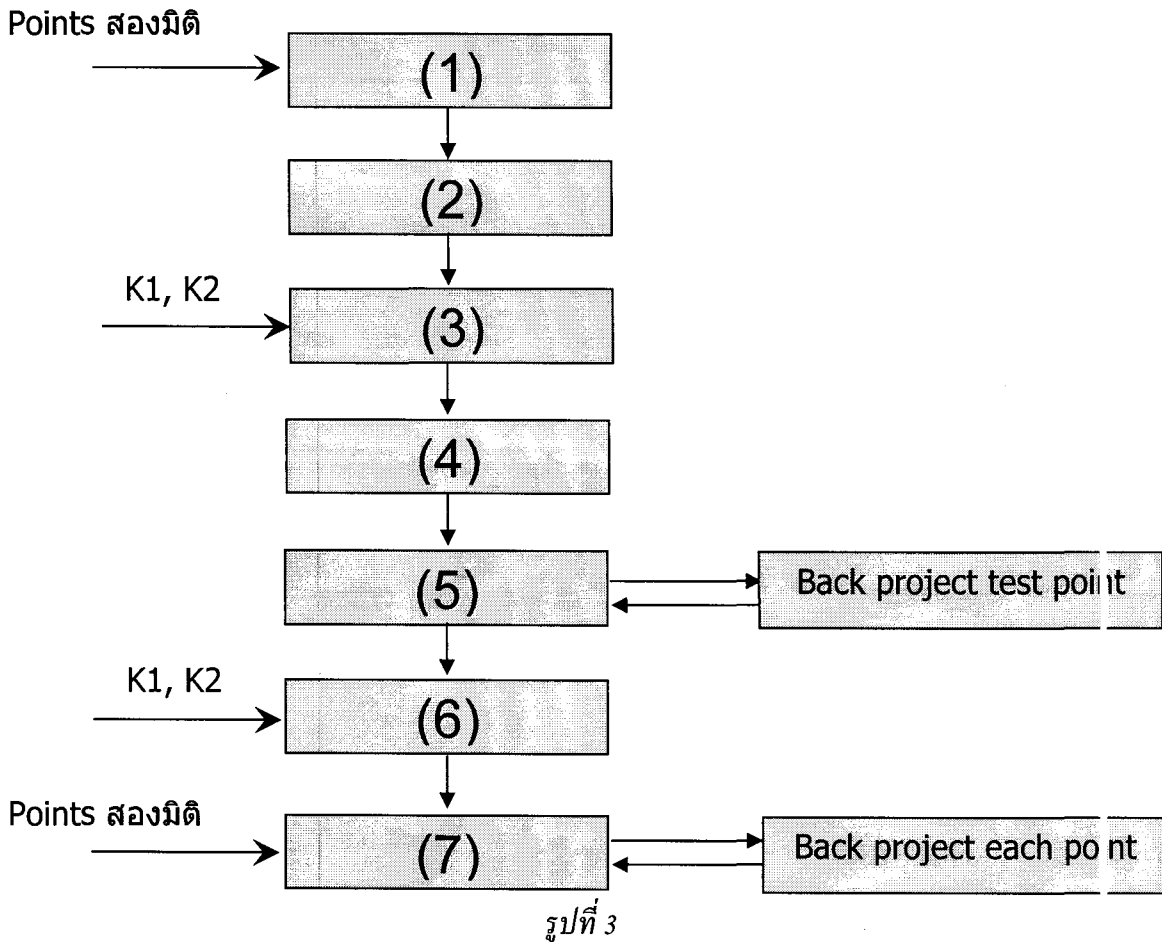 Points สองมิติ
(1)
(2)
K1, K2
(3)
(4)
(5)
Back project test point
K1, K2
(6)
Points สองมิติ
(7)
Back project each point
รูปที่ 3